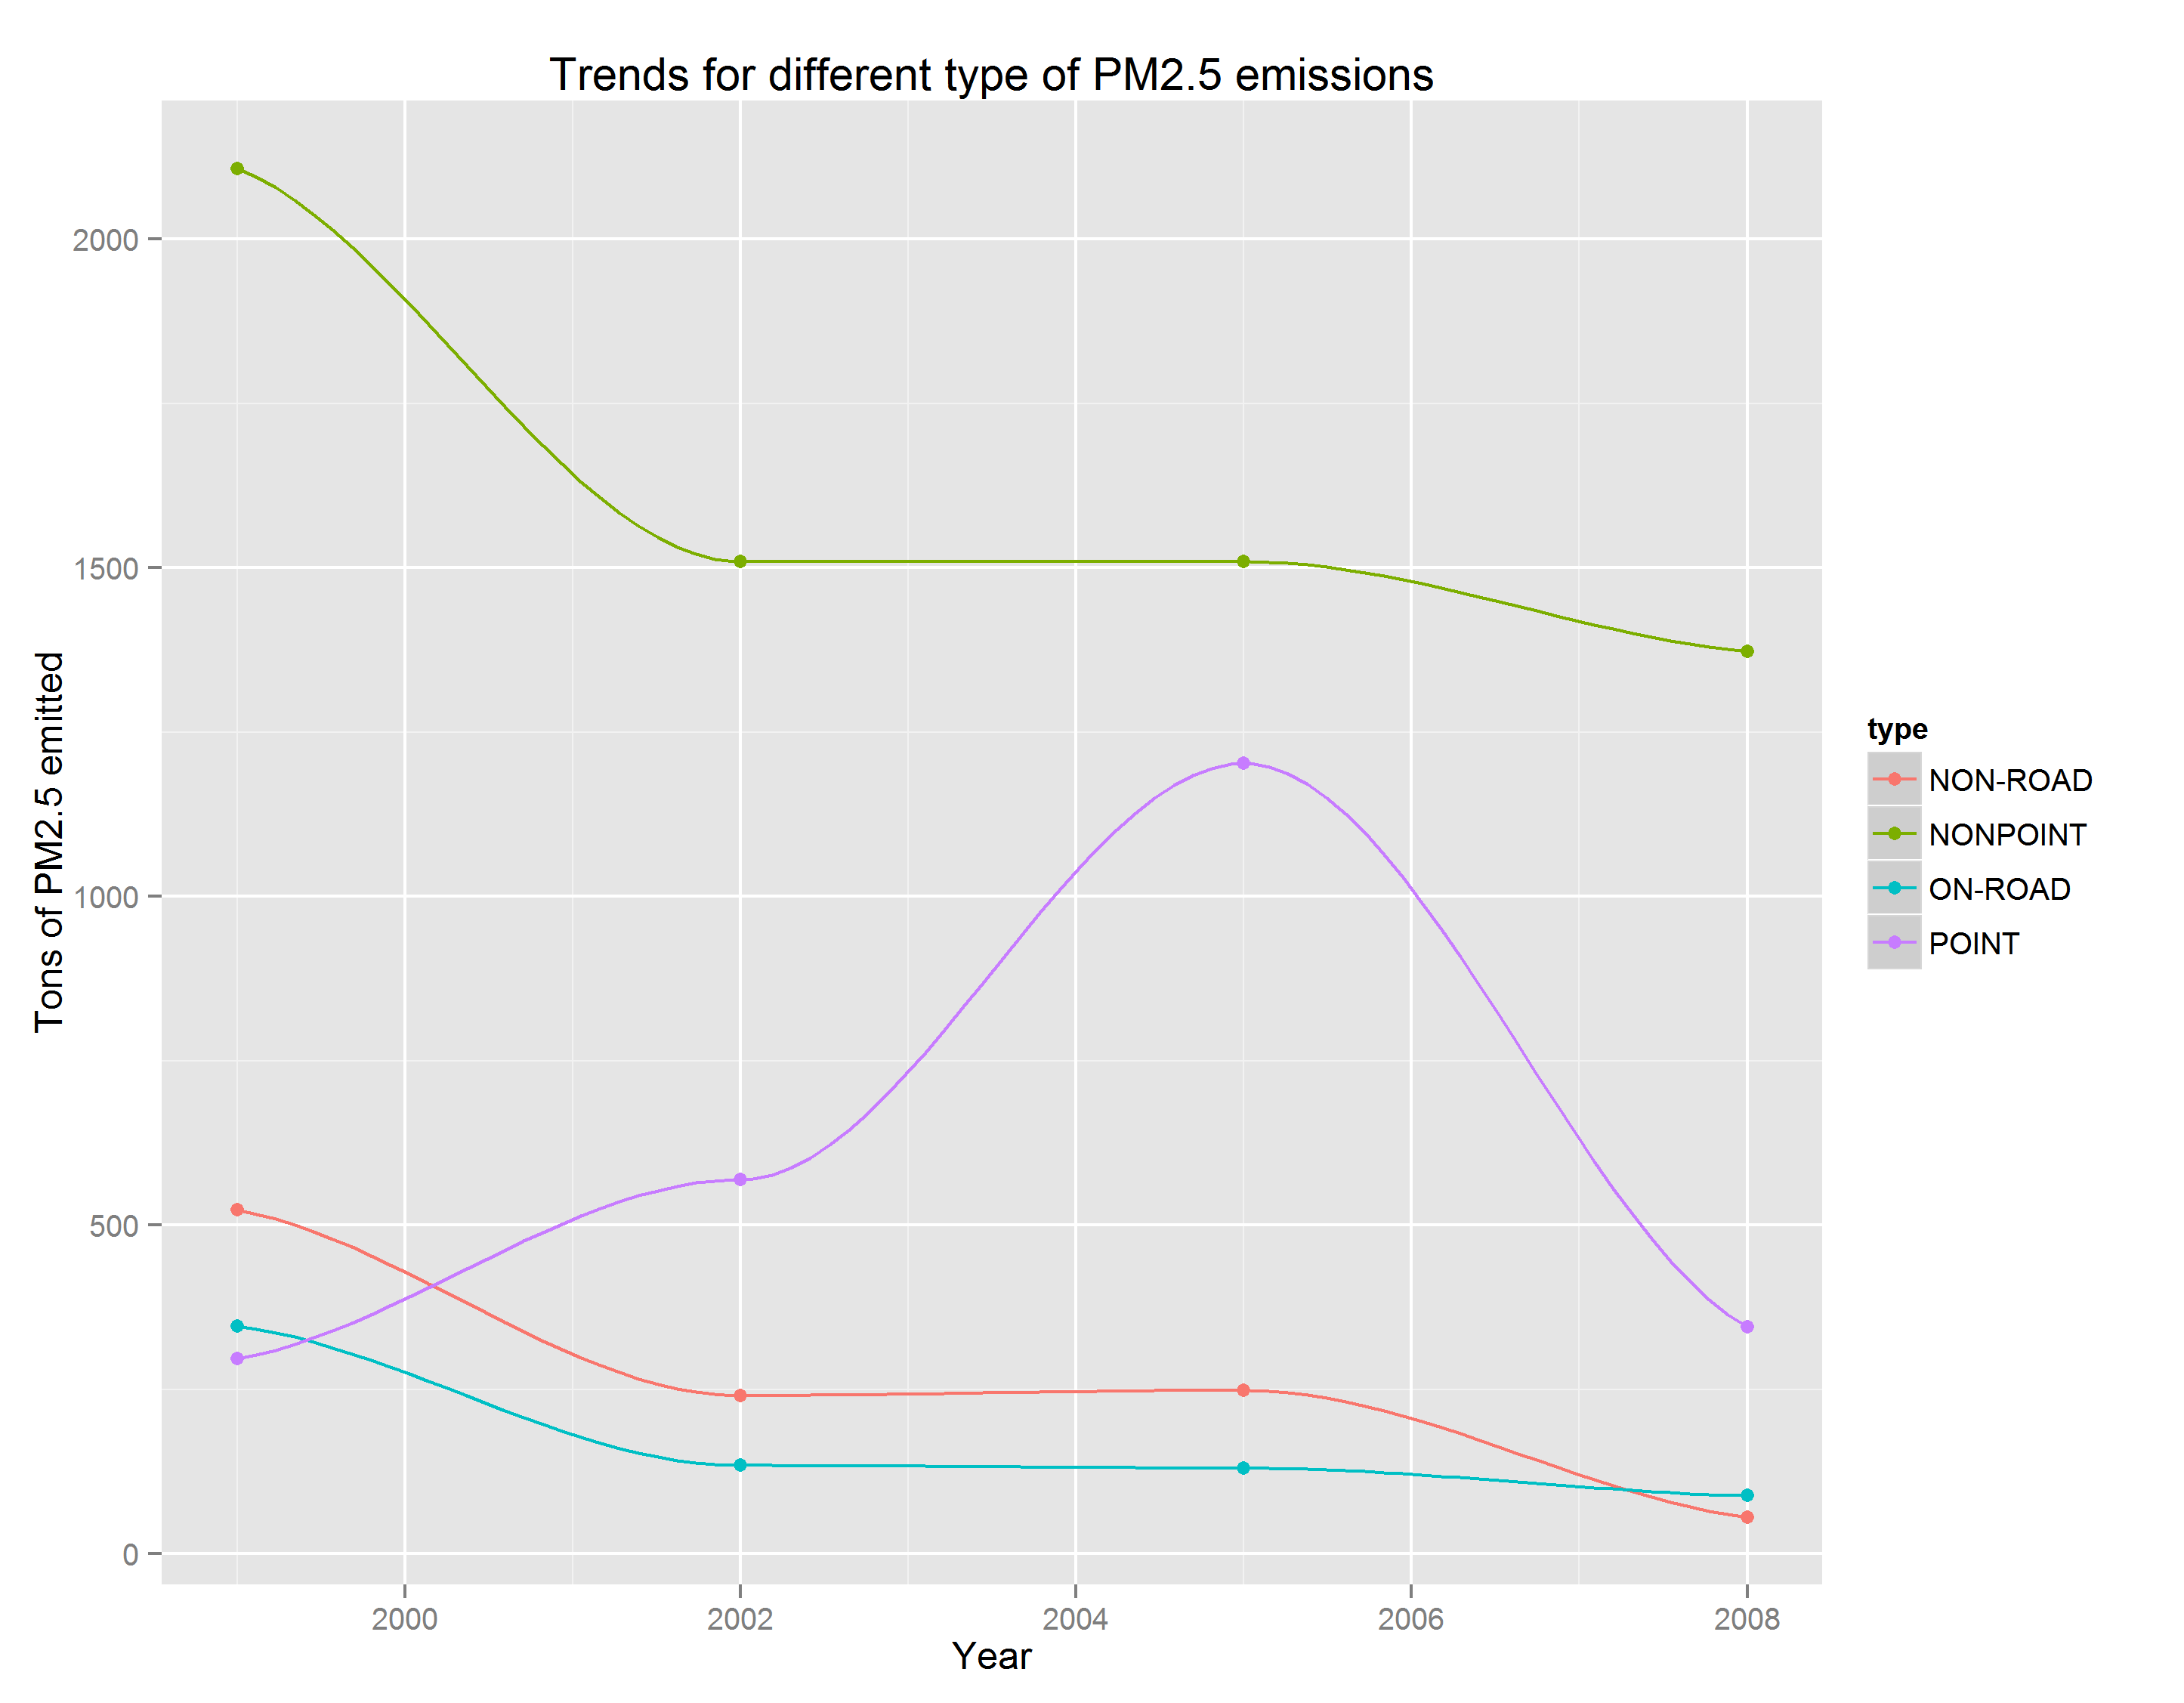 Trends for different type of PM2.5 emissions
Tons of PM2.5 emitted
2000
1500
1000
500
0
2000
2002
2004
2006
2008
Year
type
NON-ROAD
NONPOINT
ON-ROAD
POINT